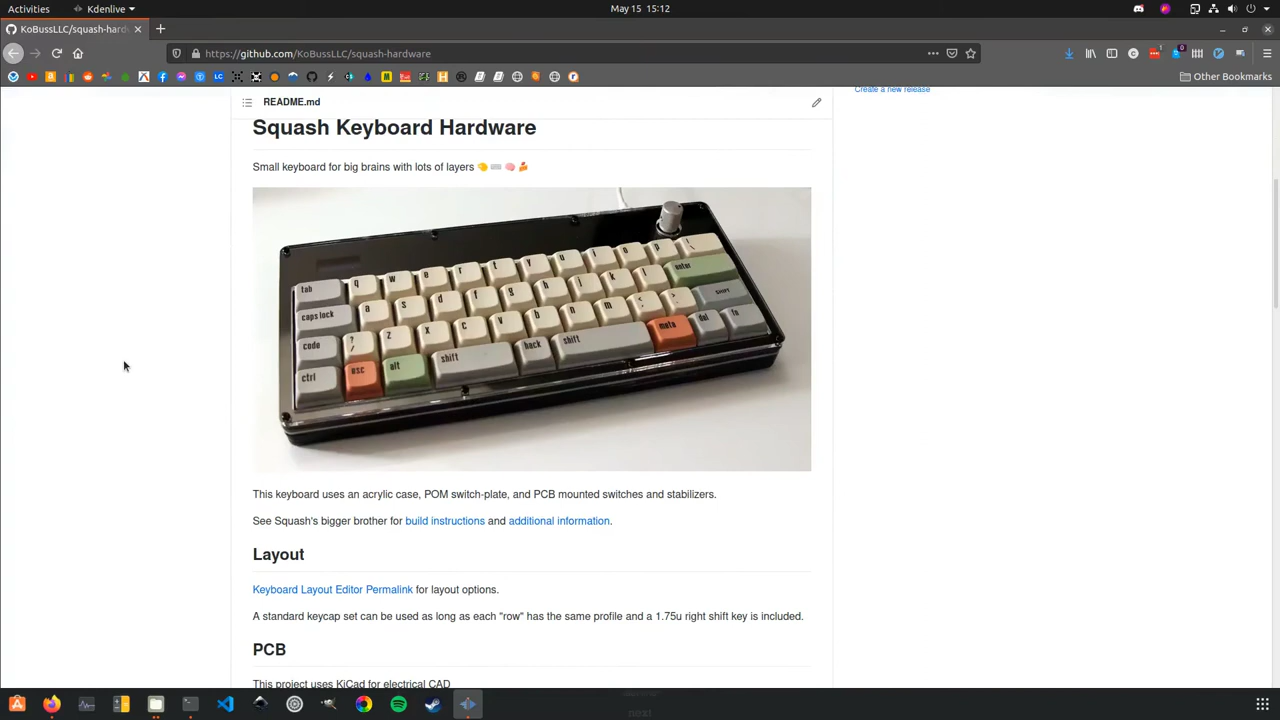 Activities
Kdenlive
May 15 15:12
KoBussLLC/squash-hardw
https://github.com/KoBussLLC/squash-hardware
Other Bookmarks
README.md
Create a new release
Squash Keyboard Hardware
Small keyboard for big brains with lots of layers
tab q w e r t y u i o p
caps lock a s d f g h j k l enter
code ? / z x c v b n m < > SHIFT
ctrl esc alt shift back shift meta del fn
This keyboard uses an acrylic case, POM switch-plate, and PCB mounted switches and stabilizers.
See Squash's bigger brother for build instructions and additional information.
Layout
Keyboard Layout Editor Permalink for layout options.
A standard keycap set can be used as long as each "row" has the same profile and a 1.75u right shift key is included.
PCB
This project uses KiCad for electrical CAD
next